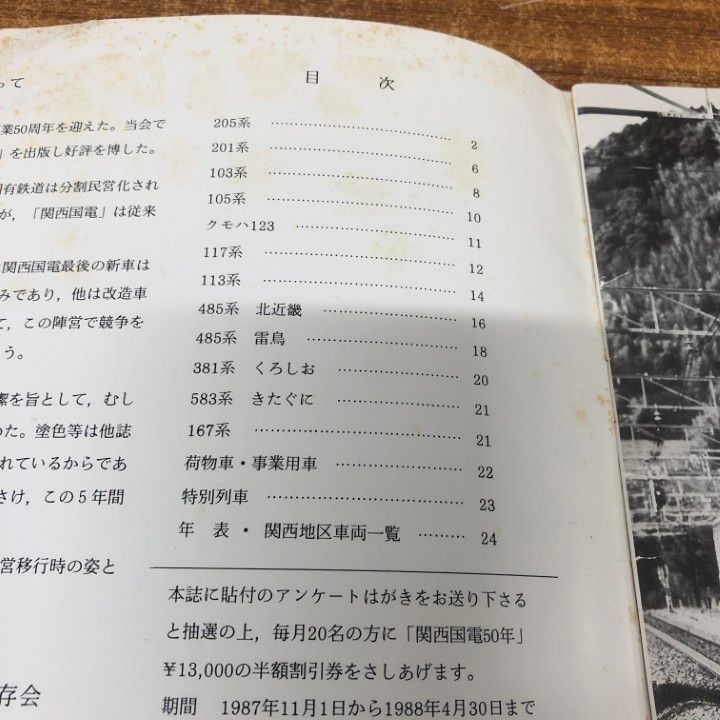 って
業50周年を迎えた。当会で
」を出版し好評を博した。
有鉄道は分割民営化され
が，「関西国電」は従来
関西国電最後の新車は
みであり，他は改造車
て，この陣営で競争を
う。
を旨として，むし
た。塗色等は他誌
れているからであ
さけ，この5年間
営移行時の姿と
存会
目次
205系 …………………… 2
201系 …………………… 6
103系 …………………… 8
105系 …………………… 10
クモハ123 …………………… 11
117系 …………………… 12
113系 …………………… 14
485系 北近畿 …………………… 16
485系 雷鳥 …………………… 18
381系 くろしお …………………… 20
583系 きたぐに …………………… 21
167系 …………………… 21
荷物車・事業用車 …………………… 22
特別列車 …………………… 23
年表・関西地区車両一覧 ……… 24
本誌に貼付のアンケートはがきをお送り下さる
と抽選の上，毎月20名の方に「関西国電50年」
¥13,000の半額割引券をさしあげます。
期間 1987年11月1日から1988年4月30日まで